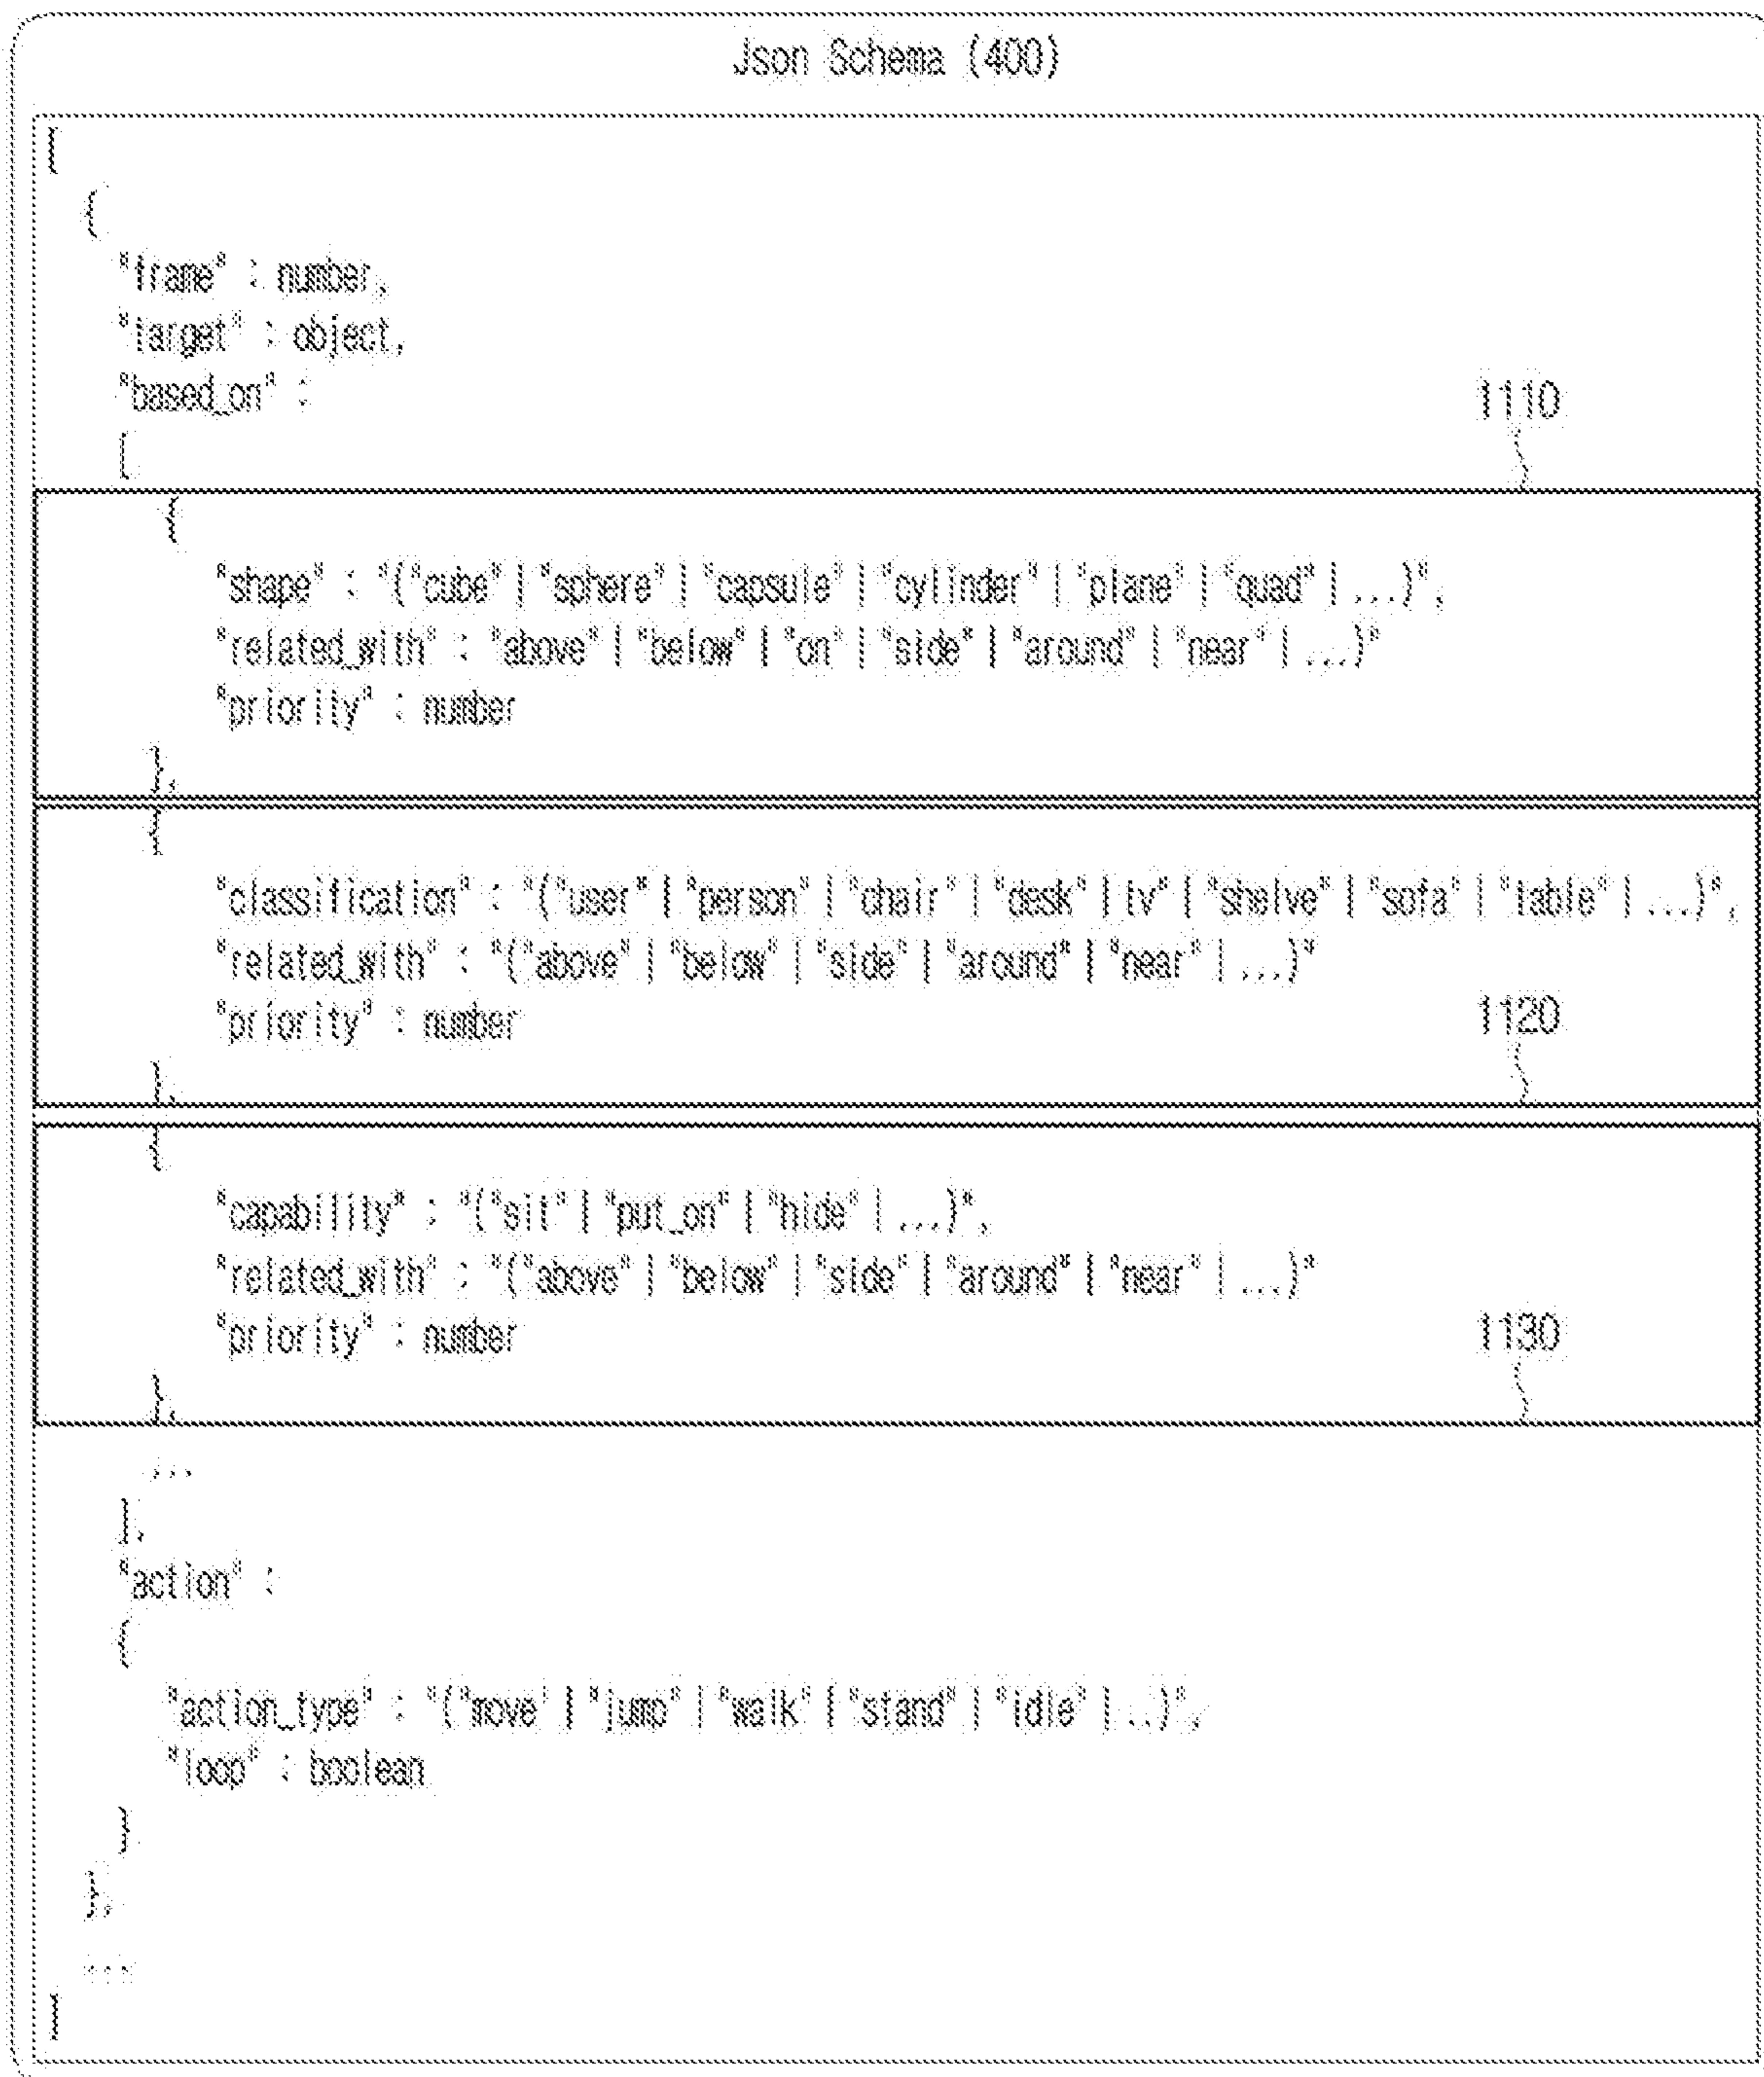 Json Schema (400)
[
{
"frame" : number,
"target" : object,
"based_on" :
1110
[
{
"shape" : "("cube" | "sphere" | "capsule" | "cylinder" | "plane" | "quad" | ...)",
"related_with" : "above" | "below" | "on" | "side" | "around" | "near" | ...)"
"priority" : number
},
{
"classification" : "("user" | "person" | "chair" | "desk" | tv" | "shelve" | "sofa" | "table" | ...)",
"related_with" : "("above" | "below" | "side" | "around" | "near" | ...)"
"priority" : number
1120
},
{
"capability" : "("sit" | "put_on" | "hide" | ...)",
"related_with" : "("above" | "below" | "side" | "around" | "near" | ...)"
"priority" : number
1130
},
...
],
"action" :
{
"action_type" : "("move' | "jump" | "walk" | "stand" | "idle" | ..)",
"loop" : boolean
}
},
...
]